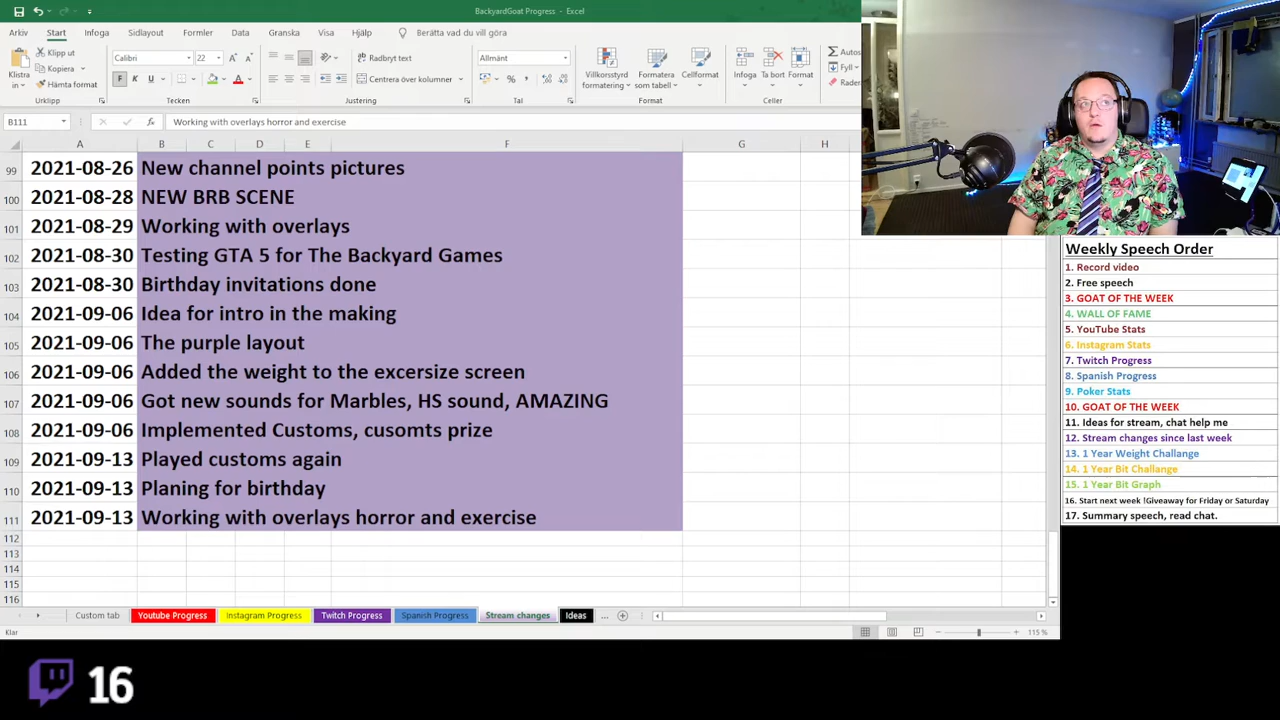 BackyardGoat Progress - Excel
Arkiv Start Infoga Sidlayout Formler Data Granska Visa Hjälp Berätta vad du vill göra
Klistra in
Klipp ut
Kopiera
Hämta format
Urklipp
Calibri 22
F K U
Tecken
Radbryt text
Centrera över kolumner
Justering
Allmänt
%
Tal
Villkorsstyrd formatering
Formatera som tabell
Cellformat
Format
Infoga
Ta bort
Format
Celler
Fyll
B111 fx Working with overlays horror and exercise
A B C D E F G H I
99 2021-08-26 New channel points pictures
100 2021-08-28 NEW BRB SCENE
101 2021-08-29 Working with overlays
102 2021-08-30 Testing GTA 5 for The Backyard Games
103 2021-08-30 Birthday invitations done
104 2021-09-06 Idea for intro in the making
105 2021-09-06 The purple layout
106 2021-09-06 Added the weight to the excersize screen
107 2021-09-06 Got new sounds for Marbles, HS sound, AMAZING
108 2021-09-06 Implemented Customs, cusomts prize
109 2021-09-13 Played customs again
110 2021-09-13 Planing for birthday
111 2021-09-13 Working with overlays horror and exercise
112
113
114
115
116
Custom tab Youtube Progress Instagram Progress Twitch Progress Spanish Progress Stream changes Ideas ...
Klar
115 %
Weekly Speech Order
1. Record video
2. Free speech
3. GOAT OF THE WEEK
4. WALL OF FAME
5. YouTube Stats
6. Instagram Stats
7. Twitch Progress
8. Spanish Progress
9. Poker Stats
10. GOAT OF THE WEEK
11. Ideas for stream, chat help me
12. Stream changes since last week
13. 1 Year Weight Challange
14. 1 Year Bit Challange
15. 1 Year Bit Graph
16. Start next week !Giveaway for Friday or Saturday
17. Summary speech, read chat.
16